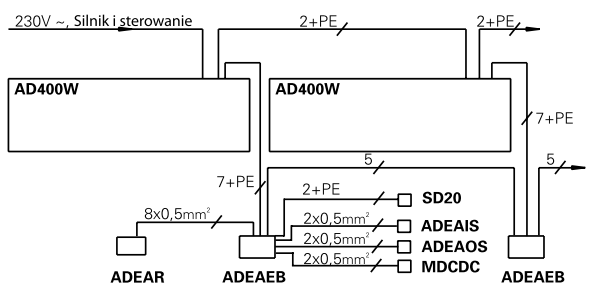 230V ~, Silnik i sterowanie
2+PE
2+PE
AD400W
AD400W
7+PE
5
5
7+PE
2+PE
SD20
8x0,5mm²
2x0,5mm²
ADEAIS
2x0,5mm²
ADEAOS
2x0,5mm²
MDCDC
ADEAR
ADEAEB
ADEAEB